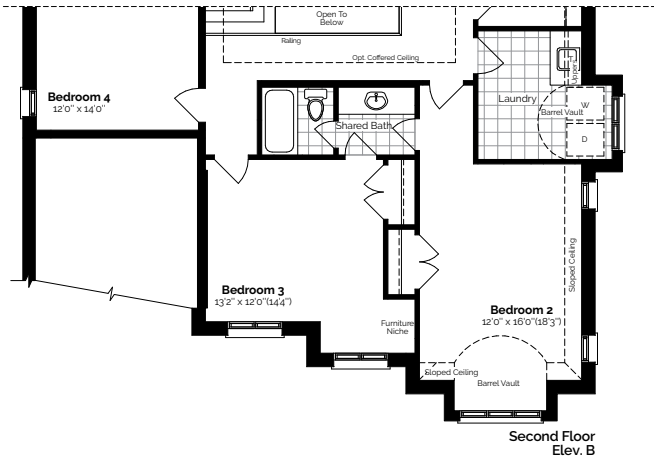 Open To
Below
Raling
Opt. Coffered Ceiling
Upper
Bedroom 4
12'0" x 14'0"
Laundry
W
Barrel Vault
D
Shared Bath
Sloped Ceiling
Bedroom 3
13'2" x 12'0"(14'4")
Bedroom 2
12'0" x 16'0"(18'3")
Furniture
Niche
Sloped Ceiling
Barrel Vault
Second Floor
Elev. B